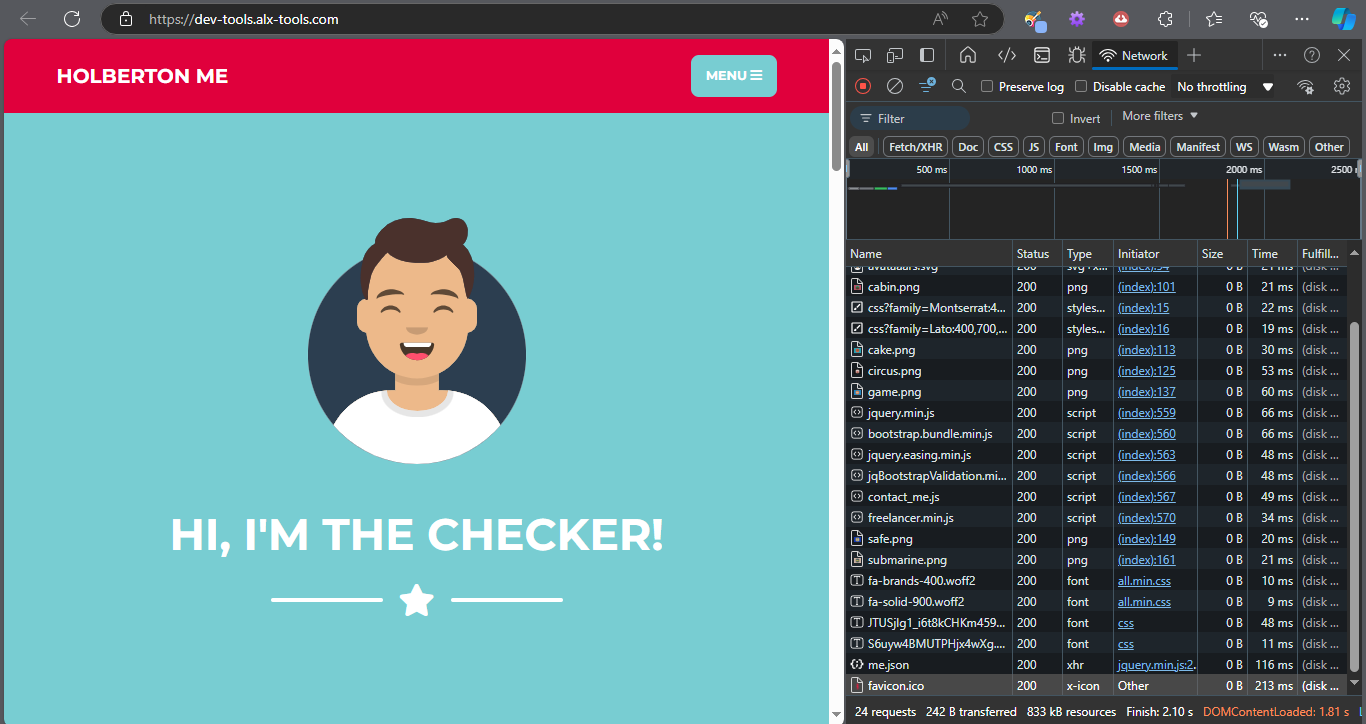 https://dev-tools.alx-tools.com
HOLBERTON ME
MENU
HI, I'M THE CHECKER!
Network
Preserve log
Disable cache
No throttling
Filter
Invert
More filters
All Fetch/XHR Doc CSS JS Font Img Media Manifest WS Wasm Other
500 ms 1000 ms 1500 ms 2000 ms 2500
Name Status Type Initiator Size Time Fulfill...
avataaars.svg 200 svg+x... (index):54 0 B 21 ms (disk ...
cabin.png 200 png (index):101 0 B 21 ms (disk ...
css?family=Montserrat:4... 200 styles... (index):15 0 B 22 ms (disk ...
css?family=Lato:400,700,... 200 styles... (index):16 0 B 19 ms (disk ...
cake.png 200 png (index):113 0 B 30 ms (disk ...
circus.png 200 png (index):125 0 B 53 ms (disk ...
game.png 200 png (index):137 0 B 60 ms (disk ...
jquery.min.js 200 script (index):559 0 B 66 ms (disk ...
bootstrap.bundle.min.js 200 script (index):560 0 B 66 ms (disk ...
jquery.easing.min.js 200 script (index):563 0 B 48 ms (disk ...
jqBootstrapValidation.mi... 200 script (index):566 0 B 48 ms (disk ...
contact_me.js 200 script (index):567 0 B 49 ms (disk ...
freelancer.min.js 200 script (index):570 0 B 34 ms (disk ...
safe.png 200 png (index):149 0 B 20 ms (disk ...
submarine.png 200 png (index):161 0 B 21 ms (disk ...
fa-brands-400.woff2 200 font all.min.css 0 B 10 ms (disk ...
fa-solid-900.woff2 200 font all.min.css 0 B 9 ms (disk ...
JTUSjIg1_i6t8kCHKm459... 200 font css 0 B 48 ms (disk ...
S6uyw4BMUTPHjx4wXg.... 200 font css 0 B 11 ms (disk ...
me.json 200 xhr jquery.min.js:2. 0 B 116 ms (disk ...
favicon.ico 200 x-icon Other 0 B 213 ms (disk ...
24 requests 242 B transferred 833 kB resources Finish: 2.10 s DOMContentLoaded: 1.81 s